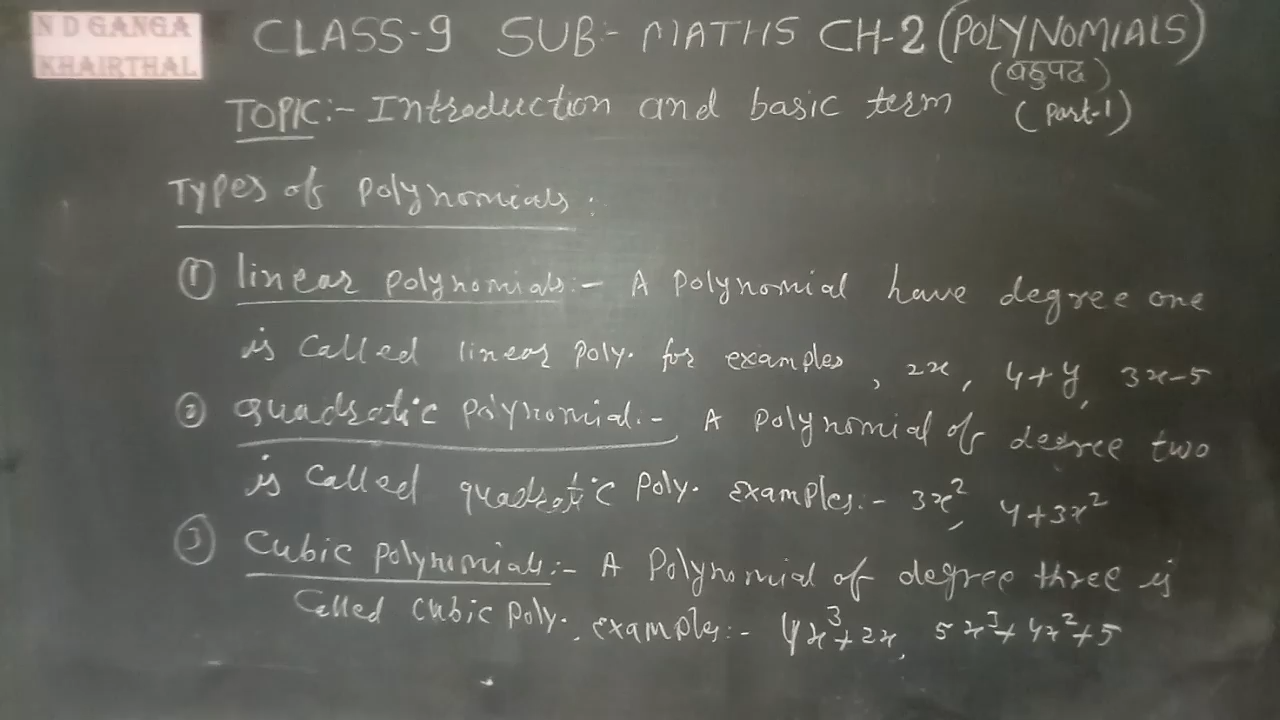 N D GANGA
KHAIRTHAL
CLASS-9 SUB:- MATHS CH-2 (POLYNOMIALS)
(बहुपद)
TOPIC:- Introduction and basic term (Part-1)
Types of polynomials:
① linear polynomials:- A polynomial have degree one
is called linear poly. for examples, 2x, 4+y, 3x-5
② quadratic polynomial:- A polynomial of degree two
is called quadratic poly. examples:- 3x², 4+3x²
③ Cubic polynomials:- A Polynomial of degree three is
Called cubic poly. examples:- 4x³+2x, 5x³+4x²+5